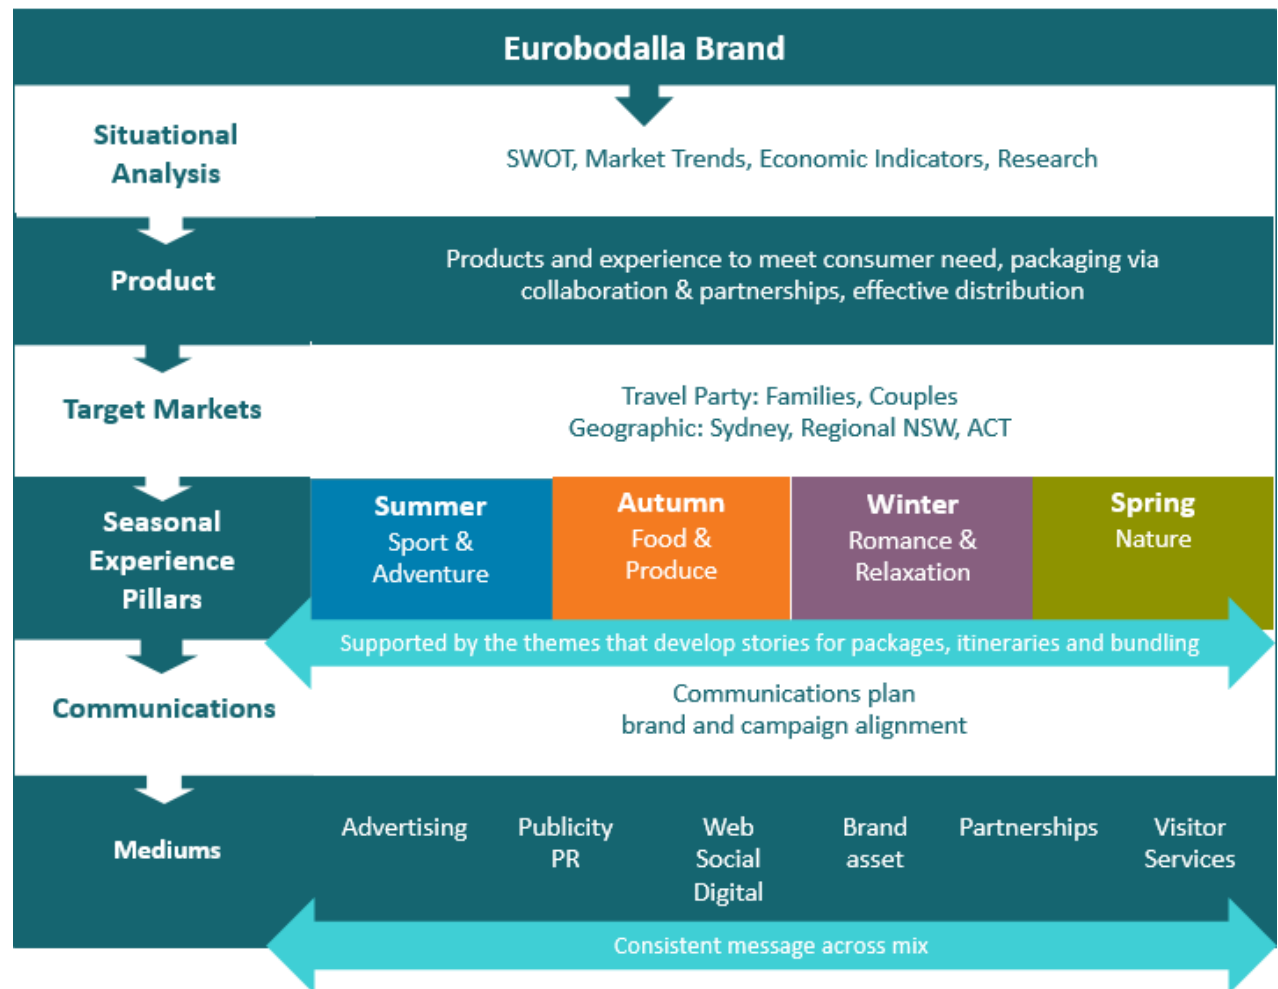 Eurobodalla Brand
Situational
Analysis
SWOT, Market Trends, Economic Indicators, Research
Product
Products and experience to meet consumer need, packaging via
collaboration & partnerships, effective distribution
Target Markets
Travel Party: Families, Couples
Geographic: Sydney, Regional NSW, ACT
Seasonal
Experience
Pillars
Summer
Sport &
Adventure
Autumn
Food &
Produce
Winter
Romance &
Relaxation
Spring
Nature
Supported by the themes that develop stories for packages, itineraries and bundling
Communications
Communications plan
brand and campaign alignment
Mediums
Advertising
Publicity
PR
Web
Social
Digital
Brand
asset
Partnerships
Visitor
Services
Consistent message across mix